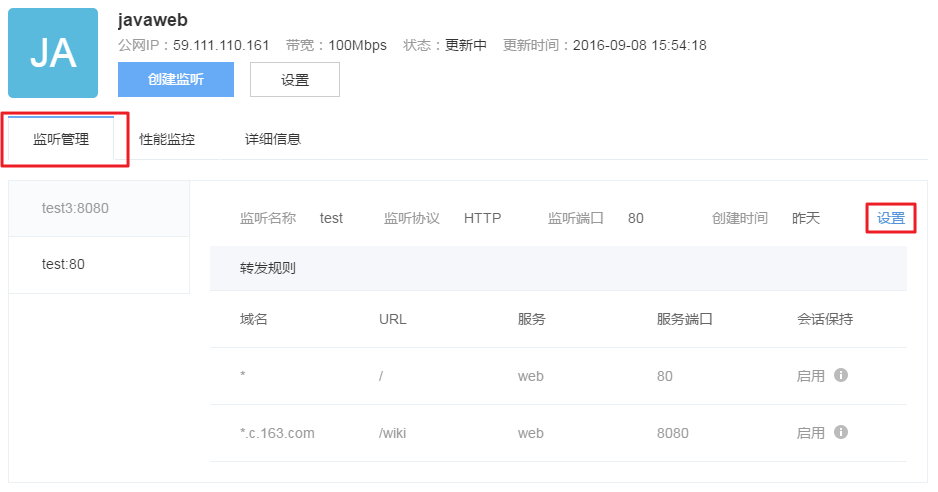 JA
javaweb
公网IP：59.111.110.161 带宽：100Mbps 状态：更新中 更新时间：2016-09-08 15:54:18
创建监听 设置
监听管理 性能监控 详细信息
test3:8080
test:80
监听名称 test 监听协议 HTTP 监听端口 80 创建时间 昨天 设置
转发规则
域名 URL 服务 服务端口 会话保持
* / web 80 启用
*.c.163.com /wiki web 8080 启用